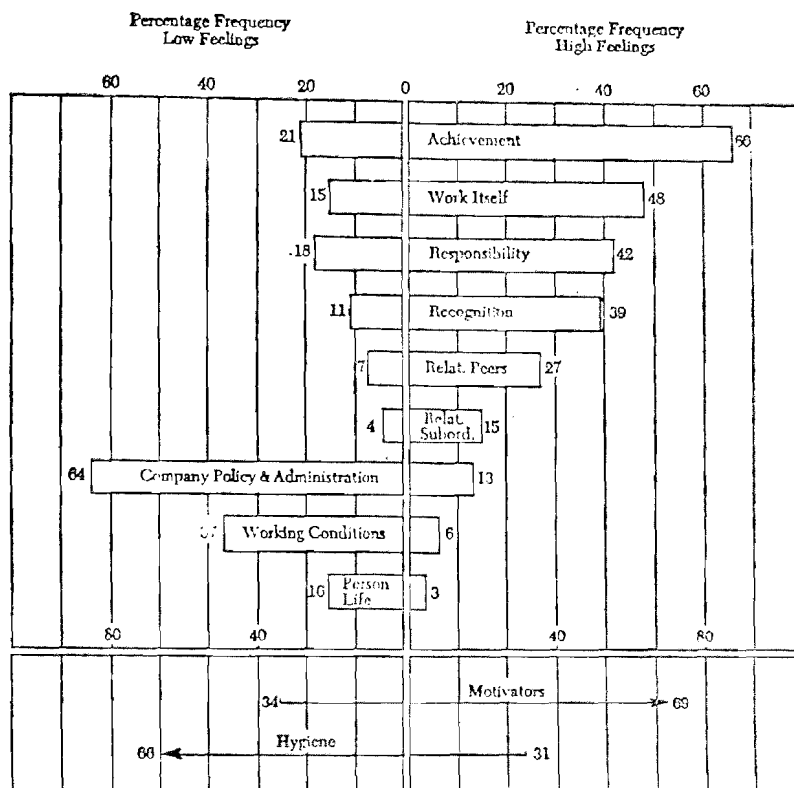 Percentage Frequency
Low Feelings
Percentage Frequency
High Feelings
60 40 20 0 20 40 60
21 Achievement 66
15 Work Itself 48
.18 Responsibility 42
11 Recognition 39
7 Relat. Peers 27
4 Relat. Subord. 15
64 Company Policy & Administration 13
Working Conditions 6
16 Person Life 3
80 40 40 80
34 Motivators 69
Hygiene
66 31